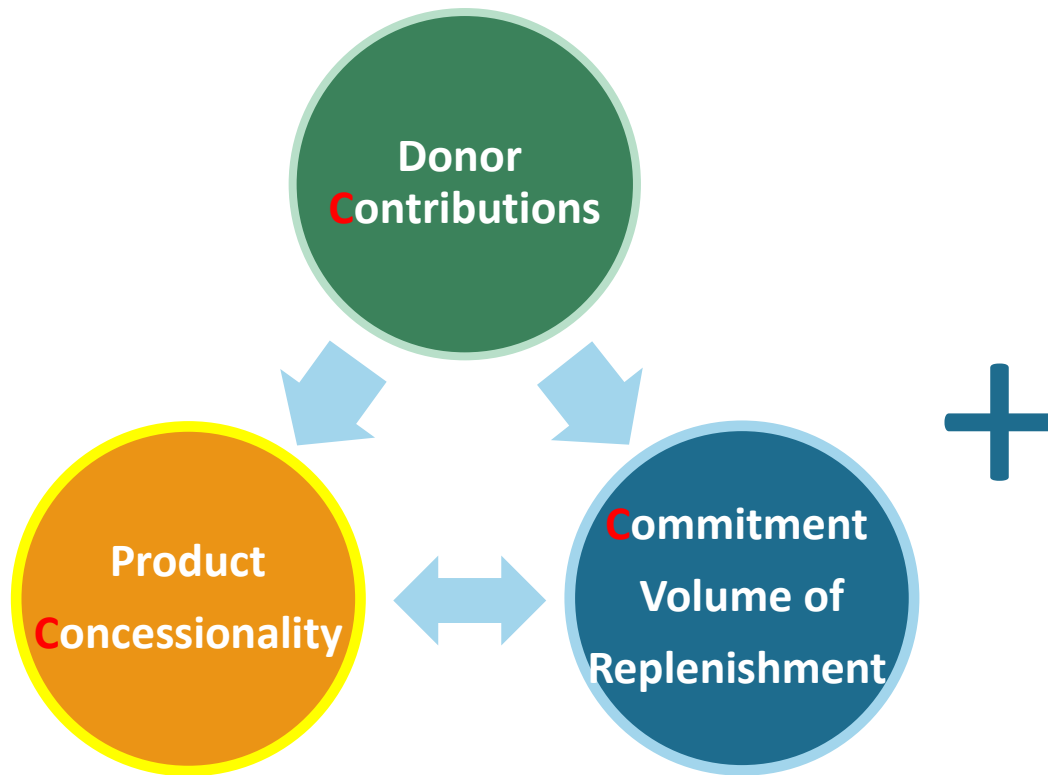 Donor
Contributions
Product
Concessionality
Commitment
Volume of
Replenishment
+